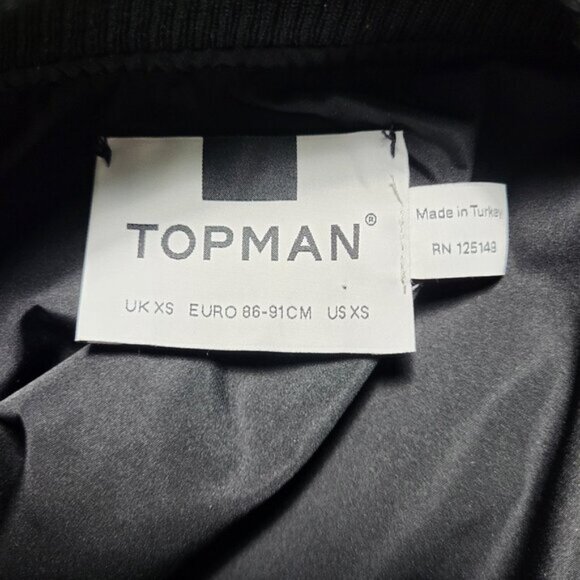 TOPMAN®
UK XS EURO 86-91CM US XS
Made in Turkey
RN 125149